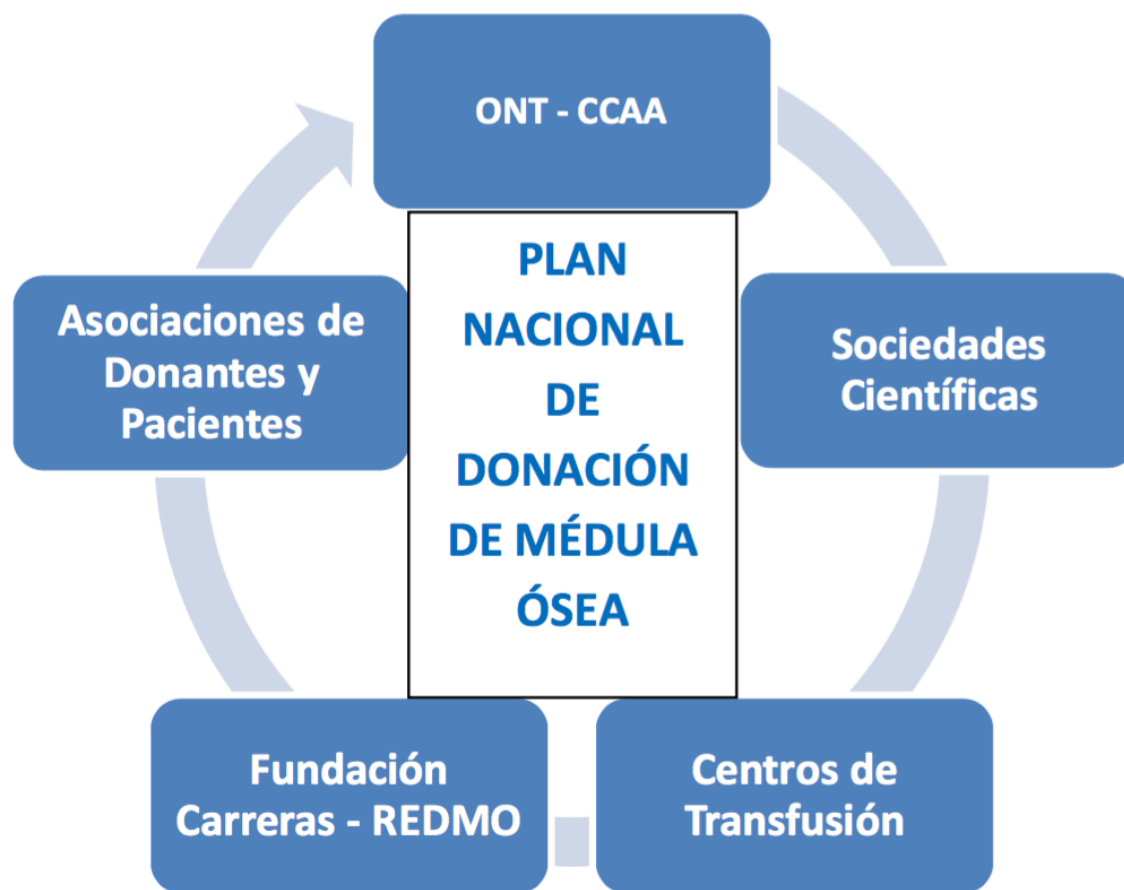 ONT - CCAA
PLAN
NACIONAL
DE
DONACIÓN
DE MÉDULA
ÓSEA
Asociaciones de
Donantes y
Pacientes
Sociedades
Científicas
Fundación
Carreras - REDMO
Centros de
Transfusión